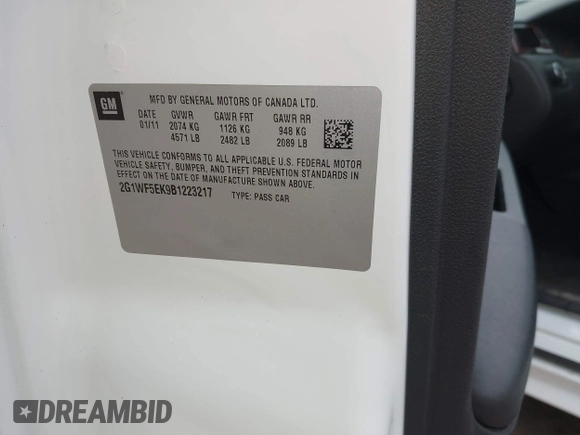 GM
MFD BY GENERAL MOTORS OF CANADA LTD.
DATE GVWR GAWR FRT GAWR RR
01/11 2074 KG 1126 KG 948 KG
4571 LB 2482 LB 2089 LB
THIS VEHICLE CONFORMS TO ALL APPLICABLE U.S. FEDERAL MOTOR
VEHICLE SAFETY, BUMPER, AND THEFT PREVENTION STANDARDS
IN EFFECT ON THE DATE OF MANUFACTURE SHOWN ABOVE.
2G1WF5EK9B1223217 TYPE: PASS CAR
DREAMBID